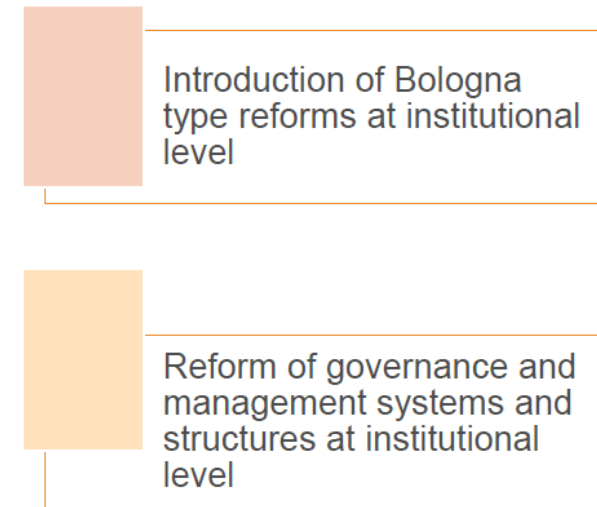 Introduction of Bologna
type reforms at institutional
level
Reform of governance and
management systems and
structures at institutional
level